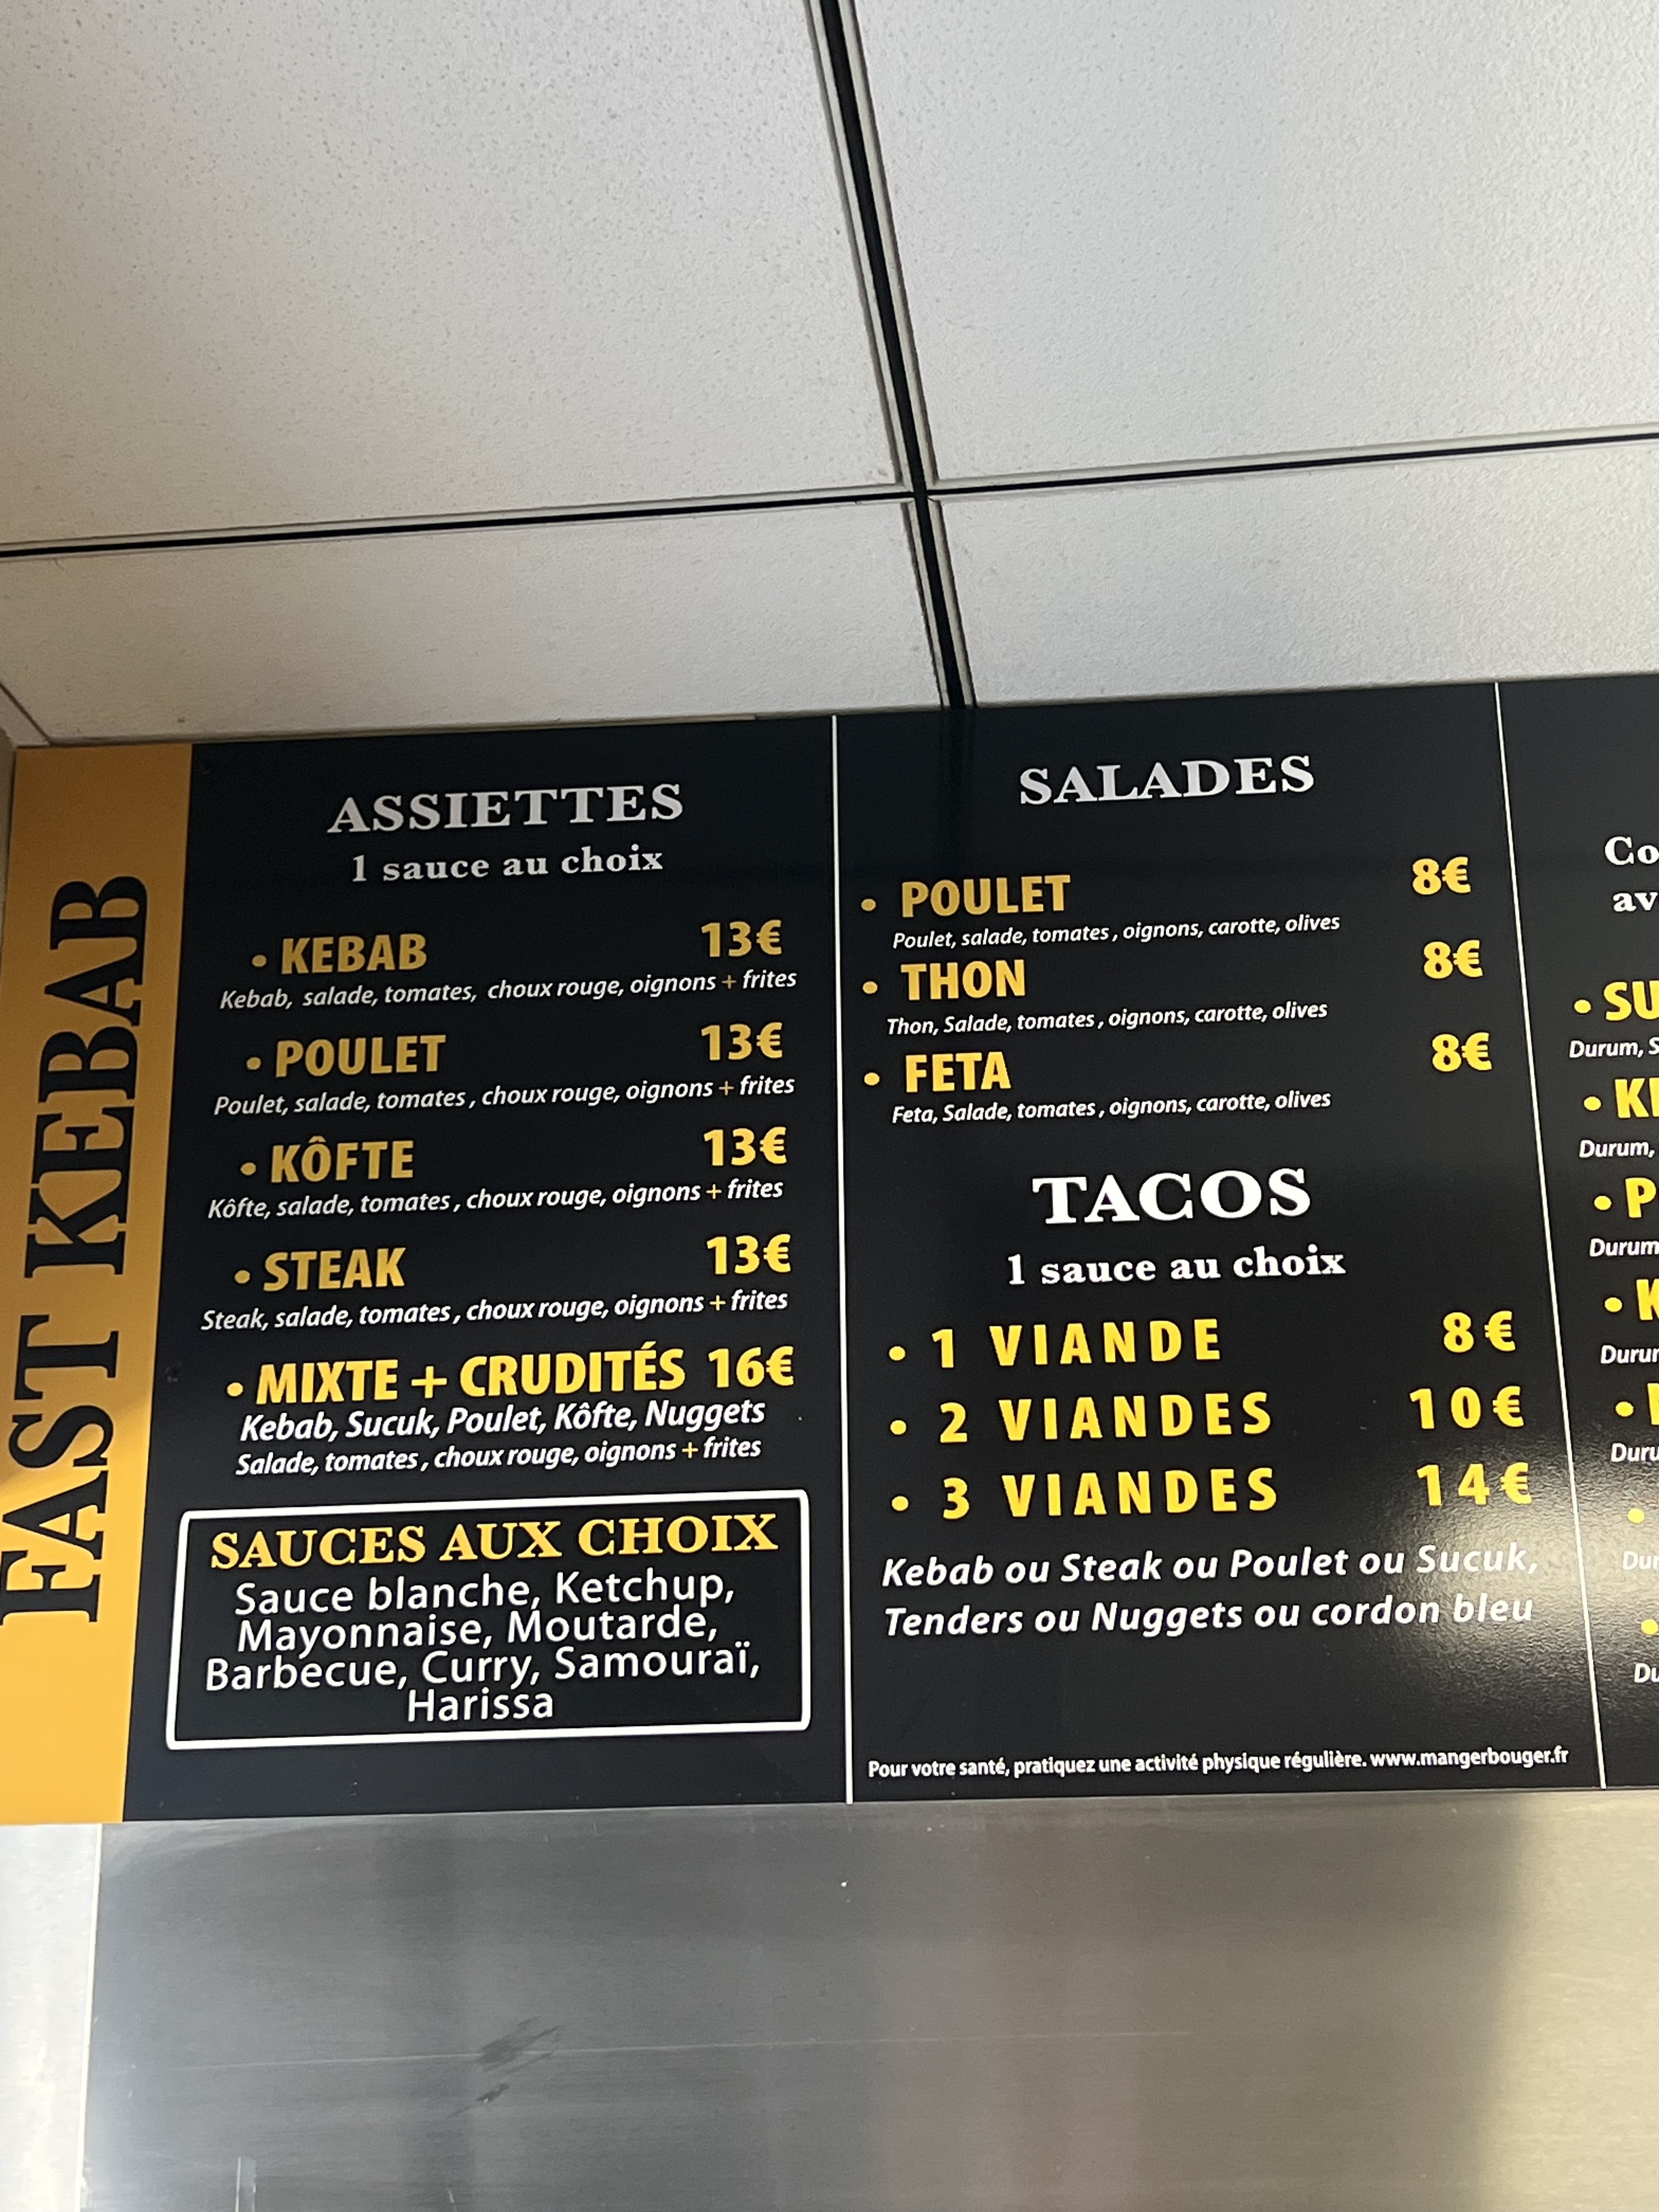 FAST KEBAB
ASSIETTES
1 sauce au choix
• KEBAB 13€
Kebab, salade, tomates, choux rouge, oignons + frites
• POULET 13€
Poulet, salade, tomates, choux rouge, oignons + frites
• KÔFTE 13€
Kôfte, salade, tomates, choux rouge, oignons + frites
• STEAK 13€
Steak, salade, tomates, choux rouge, oignons + frites
• MIXTE + CRUDITÉS 16€
Kebab, Sucuk, Poulet, Kôfte, Nuggets
Salade, tomates, choux rouge, oignons + frites
SAUCES AUX CHOIX
Sauce blanche, Ketchup,
Mayonnaise, Moutarde,
Barbecue, Curry, Samouraï,
Harissa
SALADES
• POULET 8€
Poulet, salade, tomates, oignons, carotte, olives
• THON 8€
Thon, Salade, tomates, oignons, carotte, olives
• FETA 8€
Feta, Salade, tomates, oignons, carotte, olives
TACOS
1 sauce au choix
• 1 VIANDE 8€
• 2 VIANDES 10€
• 3 VIANDES 14€
Kebab ou Steak ou Poulet ou Sucuk,
Tenders ou Nuggets ou cordon bleu
Pour votre santé, pratiquez une activité physique régulière. www.mangerbouger.fr
Durum,
Durum,